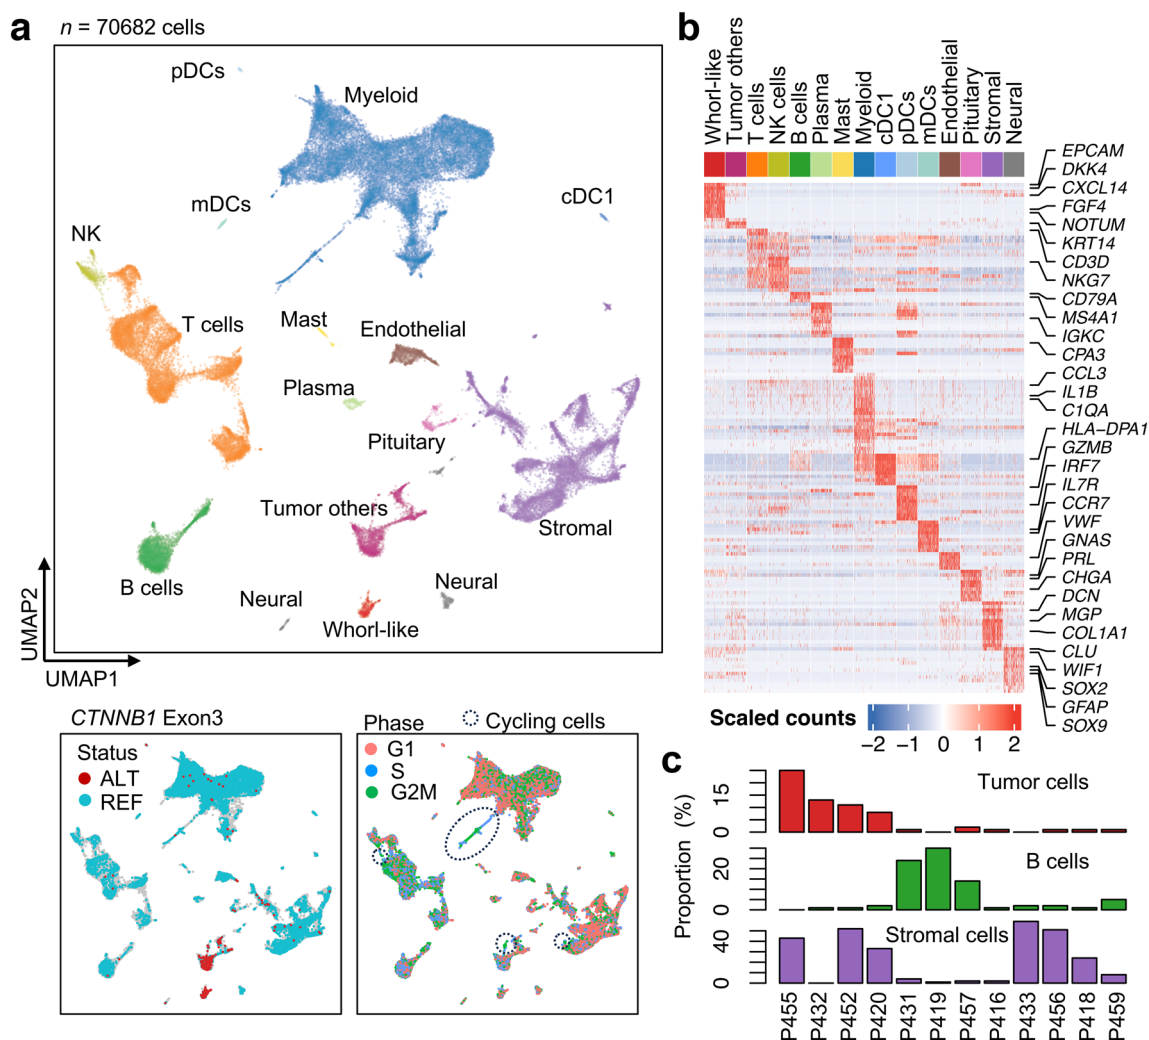 a
n = 70682 cells
pDCs
Myeloid
mDCs
cDC1
NK
T cells
Mast
Endothelial
Plasma
Pituitary
Tumor others
Stromal
B cells
Neural
Neural
Whorl-like
UMAP2
UMAP1
CTNNB1 Exon3
Status
ALT
REF
Phase
Cycling cells
G1
S
G2M
b
Whorl-like
Tumor others
T cells
NK cells
B cells
Plasma
Mast
Myeloid
cDC1
pDCs
mDCs
Endothelial
Pituitary
Stromal
Neural
EPCAM
DKK4
CXCL14
FGF4
NOTUM
KRT14
CD3D
NKG7
CD79A
MS4A1
IGKC
CPA3
CCL3
IL1B
C1QA
HLA−DPA1
GZMB
IRF7
IL7R
CCR7
VWF
GNAS
PRL
CHGA
DCN
MGP
COL1A1
CLU
WIF1
SOX2
GFAP
SOX9
Scaled counts
−2 −1 0 1 2
c
Proportion (%)
Tumor cells
15
0
B cells
20
0
Stromal cells
40
0
P455
P432
P452
P420
P431
P419
P457
P416
P433
P456
P418
P459